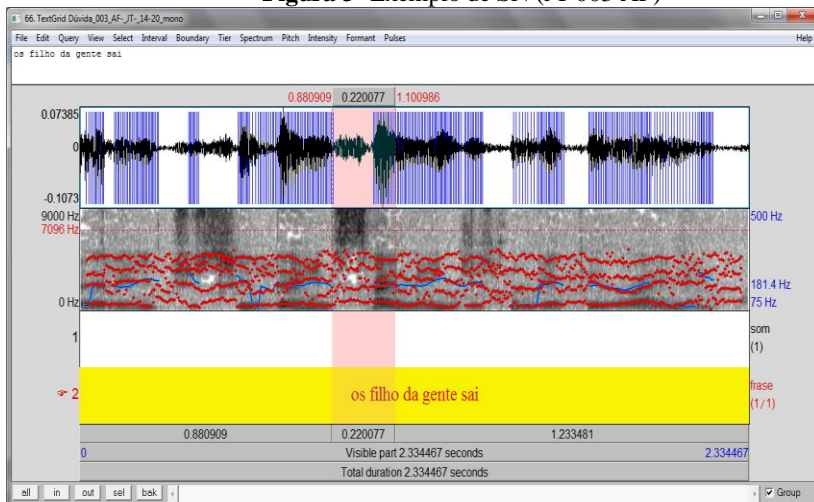 Figura 3- Exemplo de SN (JT-003-AF)
66. TextGrid Dúvida_003_AF-_JT-_14-20_mono
File Edit Query View Select Interval Boundary Tier Spectrum Pitch Intensity Formant Pulses Help
os filho da gente sai
0.880909 0.220077 1.100986
0.07385
0
-0.1073
9000 Hz 500 Hz
7096 Hz
181.4 Hz
0 Hz 75 Hz
som
1 (1)
frase
2 os filho da gente sai
(1/1)
0.880909 0.220077 1.233481
0 Visible part 2.334467 seconds 2.334467
Total duration 2.334467 seconds
all in out sel bak Group